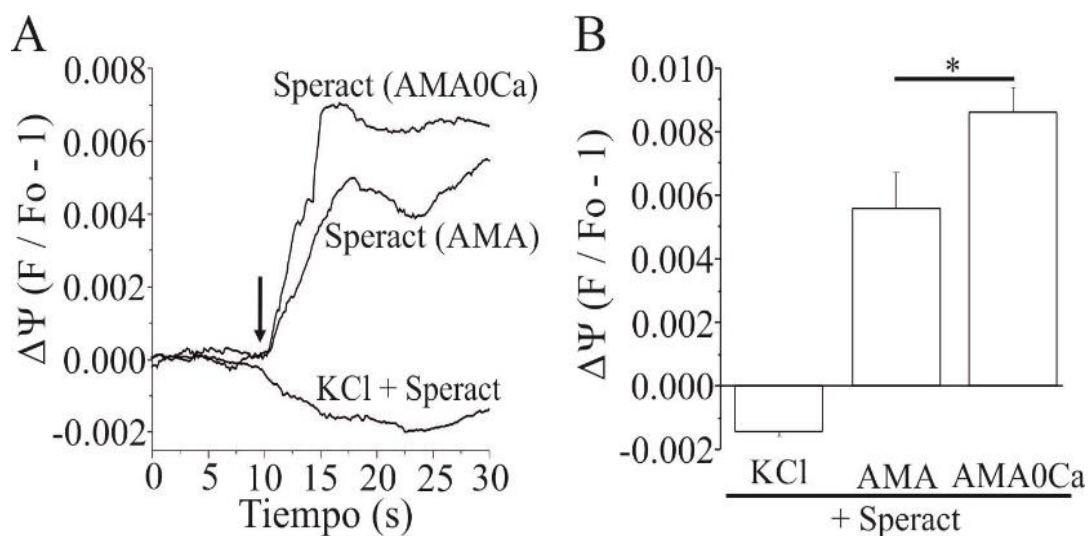 A
ΔΨ (F / Fo - 1)
0.008
0.006
0.004
0.002
0.000
-0.002
Speract (AMA0Ca)
Speract (AMA)
KCl + Speract
0 5 10 15 20 25 30
Tiempo (s)
B
ΔΨ (F / Fo - 1)
0.010
0.008
0.006
0.004
0.002
0.000
-0.002
*
KCl AMA AMA0Ca
+ Speract